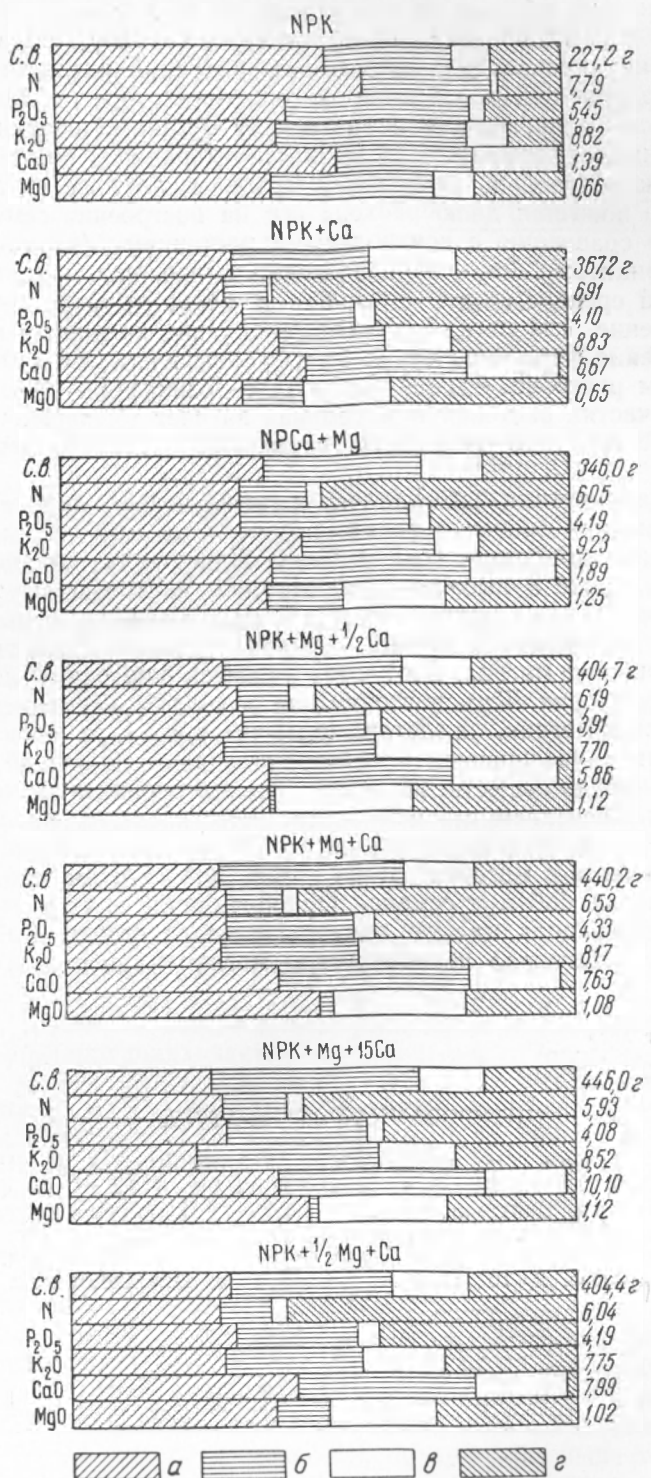 NPK
С.в. 227,2 г
N 7,79
P₂O₅ 5,45
K₂O 8,82
CaO 1,39
MgO 0,66
NPK+Ca
С.в. 367,2 г
N 6,91
P₂O₅ 4,10
K₂O 8,83
CaO 6,67
MgO 0,65
NPCa+Mg
С.в. 346,0 г
N 6,05
P₂O₅ 4,19
K₂O 9,23
CaO 1,89
MgO 1,25
NPK+Mg+½Ca
С.в. 404,7 г
N 6,19
P₂O₅ 3,91
K₂O 7,70
CaO 5,86
MgO 1,12
NPK+Mg+Ca
С.в 440,2 г
N 6,53
P₂O₅ 4,33
K₂O 8,17
CaO 7,63
MgO 1,08
NPK+Mg+15Ca
С.в. 446,0 г
N 5,93
P₂O₅ 4,08
K₂O 8,52
CaO 10,10
MgO 1,12
NPK+½Mg+Ca
С.в. 404,4 г
N 6,04
P₂O₅ 4,19
K₂O 7,75
CaO 7,99
MgO 1,02
а б в г